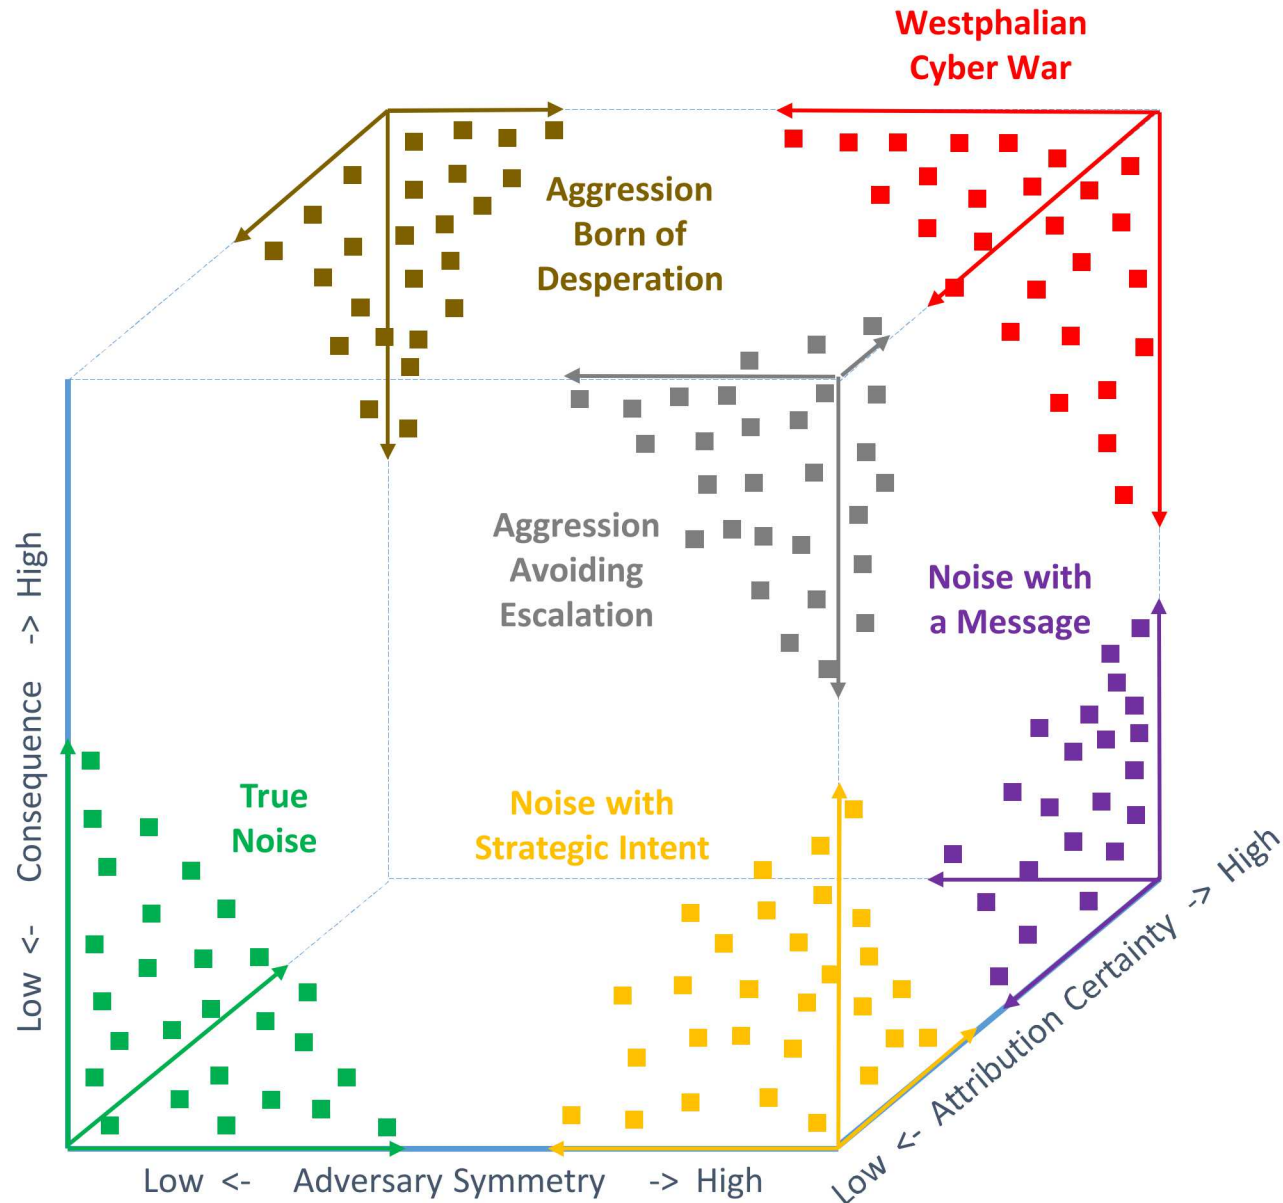 Westphalian
Cyber War
Aggression
Born of
Desperation
Aggression
Avoiding
Escalation
Noise with
a Message
True
Noise
Noise with
Strategic Intent
Low <- Consequence -> High
Low <- Adversary Symmetry -> High
Low <- Attribution Certainty -> High